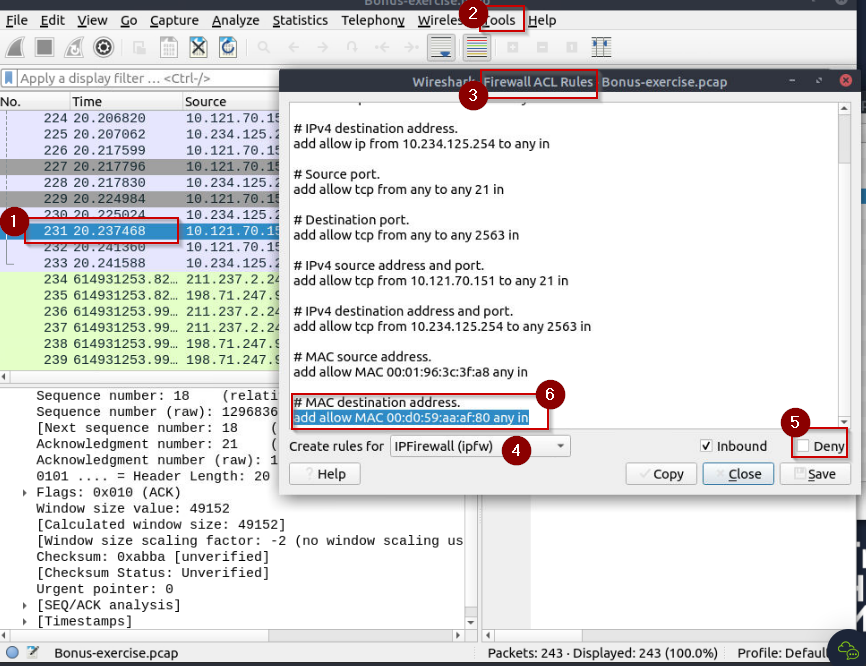 Bonus-exercise.pcap
File Edit View Go Capture Analyze Statistics Telephony Wireless Tools Help
2
Apply a display filter ... <Ctrl-/>
Wireshark Firewall ACL Rules Bonus-exercise.pcap
3
No. Time Source
224 20.206820 10.121.70.15
225 20.207062 10.234.125.2
226 20.217599 10.121.70.15
227 20.217796 10.121.70.15
228 20.217830 10.234.125.2
229 20.224984 10.121.70.15
230 20.225024 10.234.125.2
1
231 20.237468 10.121.70.15
232 20.241360 10.121.70.15
233 20.241588 10.234.125.2
234 614931253.82… 211.237.2.24
235 614931253.82… 198.71.247.9
236 614931253.99… 211.237.2.24
237 614931253.99… 211.237.2.24
238 614931253.99… 198.71.247.9
239 614931253.99… 198.71.247.9
# IPv4 destination address.
add allow ip from 10.234.125.254 to any in
# Source port.
add allow tcp from any to any 21 in
# Destination port.
add allow tcp from any to any 2563 in
# IPv4 source address and port.
add allow tcp from 10.121.70.151 to any 21 in
# IPv4 destination address and port.
add allow tcp from 10.234.125.254 to any 2563 in
# MAC source address.
add allow MAC 00:01:96:3c:3f:a8 any in
# MAC destination address.
6
add allow MAC 00:d0:59:aa:af:80 any in
5
Create rules for IPFirewall (ipfw)
4
Inbound
Deny
Help
Copy
Close
Save
Sequence number: 18 (relati
Sequence number (raw): 1296836
[Next sequence number: 18 (
Acknowledgment number: 21 (
Acknowledgment number (raw): 1
0101 .... = Header Length: 20
Flags: 0x010 (ACK)
Window size value: 49152
[Calculated window size: 49152]
[Window size scaling factor: -2 (no window scaling us
Checksum: 0xabba [unverified]
[Checksum Status: Unverified]
Urgent pointer: 0
[SEQ/ACK analysis]
[Timestamps]
Bonus-exercise.pcap
Packets: 243 · Displayed: 243 (100.0%)
Profile: Defaul